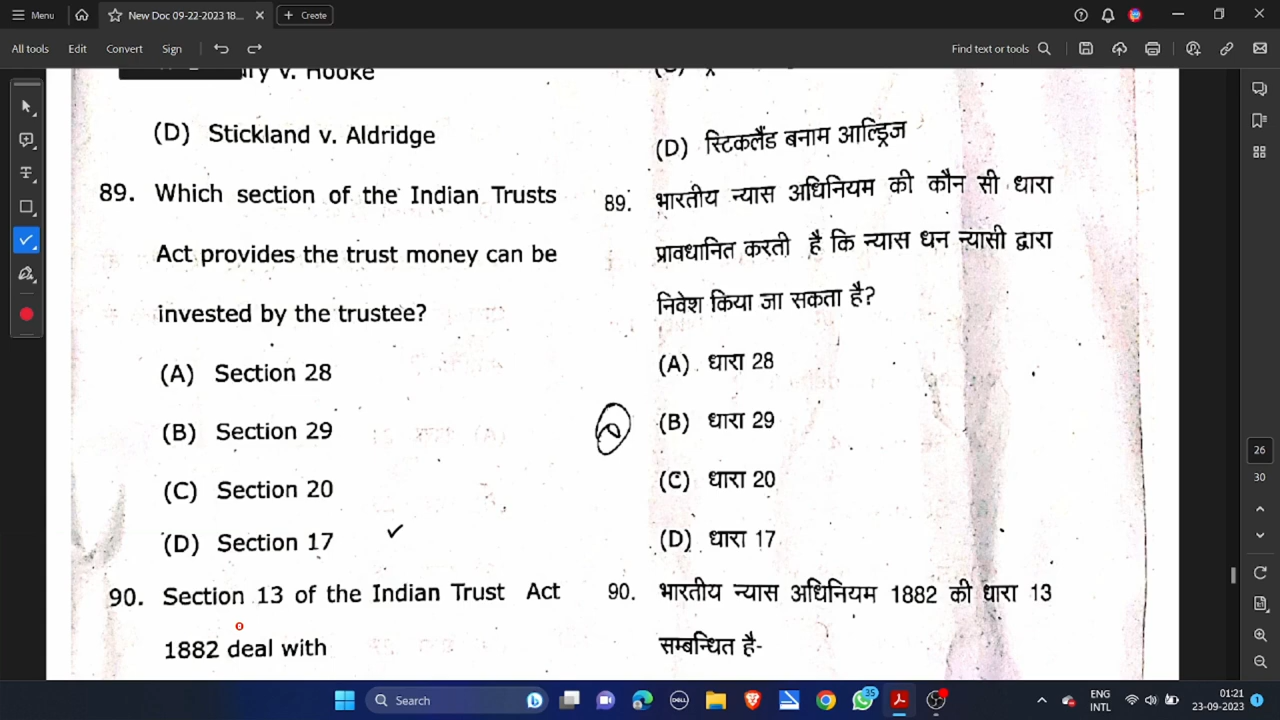 Menu
New Doc 09-22-2023 18...
Create
All tools Edit Convert Sign
Find text or tools
v. Hooke
(D) Stickland v. Aldridge
89. Which section of the Indian Trusts
Act provides the trust money can be
invested by the trustee?
(A) Section 28
(B) Section 29
(C) Section 20
(D) Section 17
90. Section 13 of the Indian Trust Act
1882 deal with
(D) स्टिकलैंड बनाम आल्ड्रिज
89. भारतीय न्यास अधिनियम की कौन सी धारा
प्रावधानित करती है कि न्यास धन न्यासी द्वारा
निवेश किया जा सकता है?
(A) धारा 28
(B) धारा 29
(C) धारा 20
(D) धारा 17
90. भारतीय न्यास अधिनियम 1882 की धारा 13
सम्बन्धित है-
26
30
Search
DELL
35
ENG
INTL
01:21
23-09-2023
1